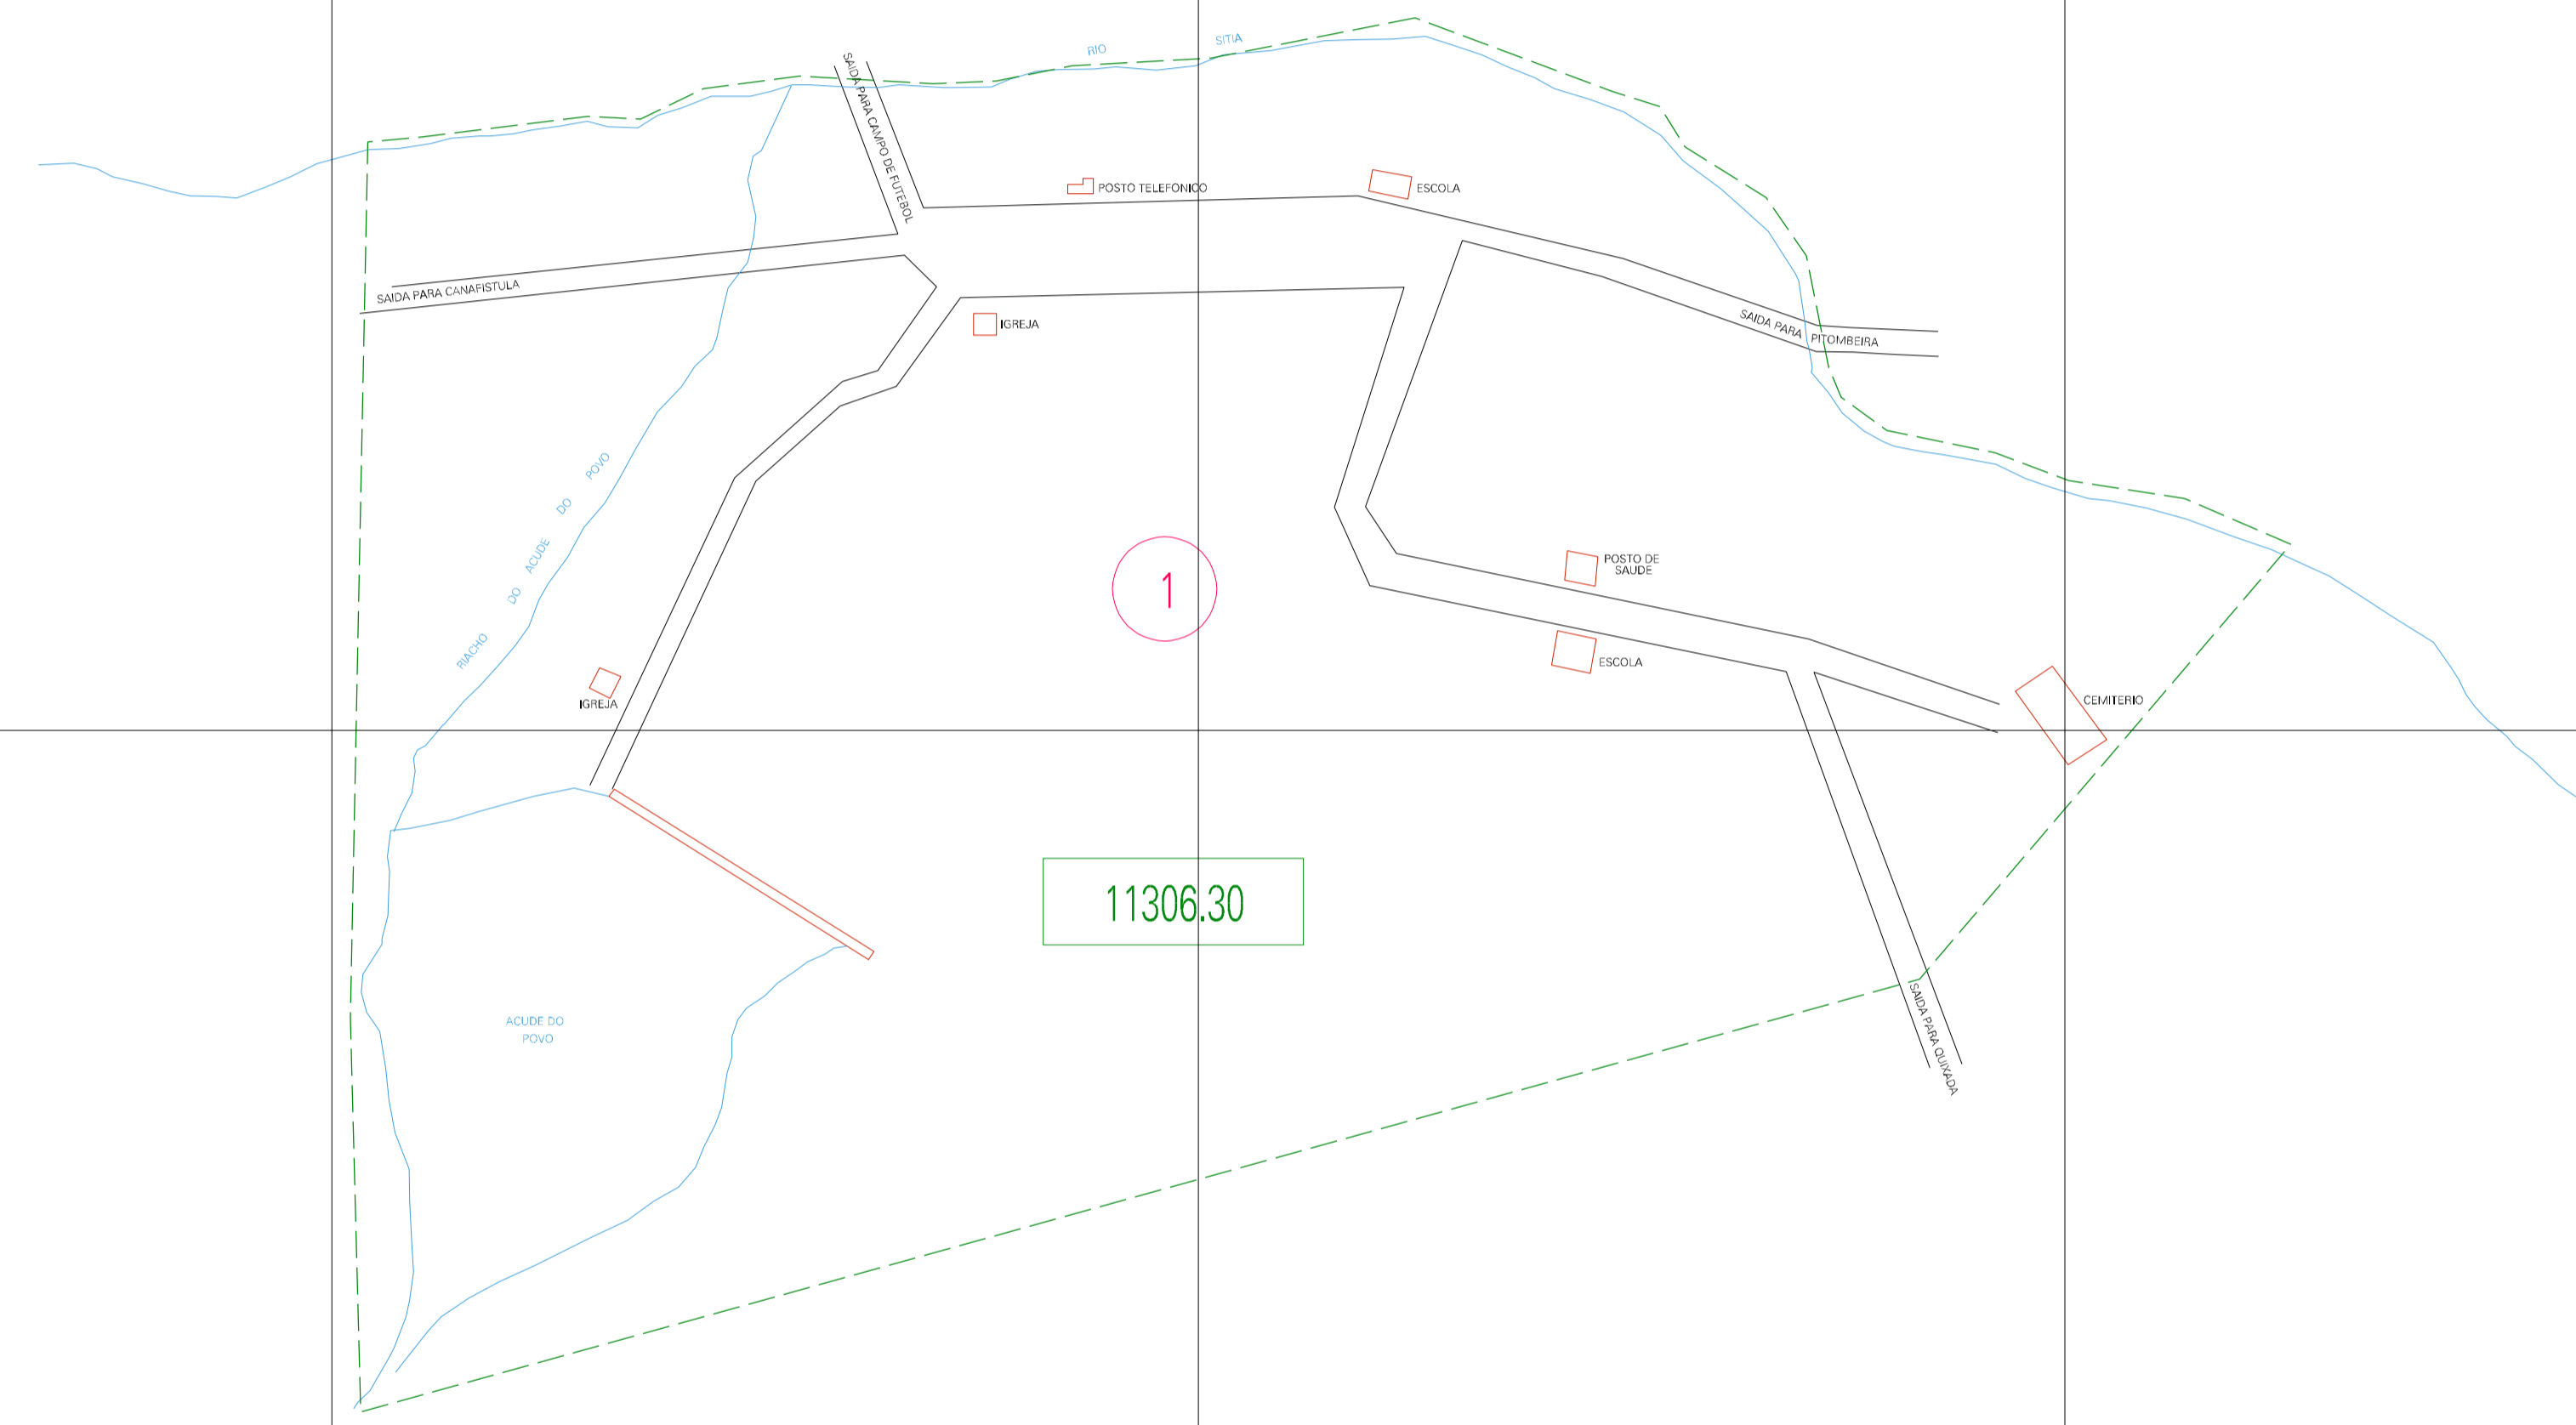 RIO SITIA
SAIDA PARA CAMPO DE FUTEBOL
POSTO TELEFONICO
ESCOLA
SAIDA PARA CANAFISTULA
IGREJA
SAIDA PARA PITOMBEIRA
RIACHO DO ACUDE DO POVO
1
POSTO DE
SAUDE
ESCOLA
IGREJA
CEMITERIO
11306.30
ACUDE DO
POVO
SAIDA PARA QUIXADA